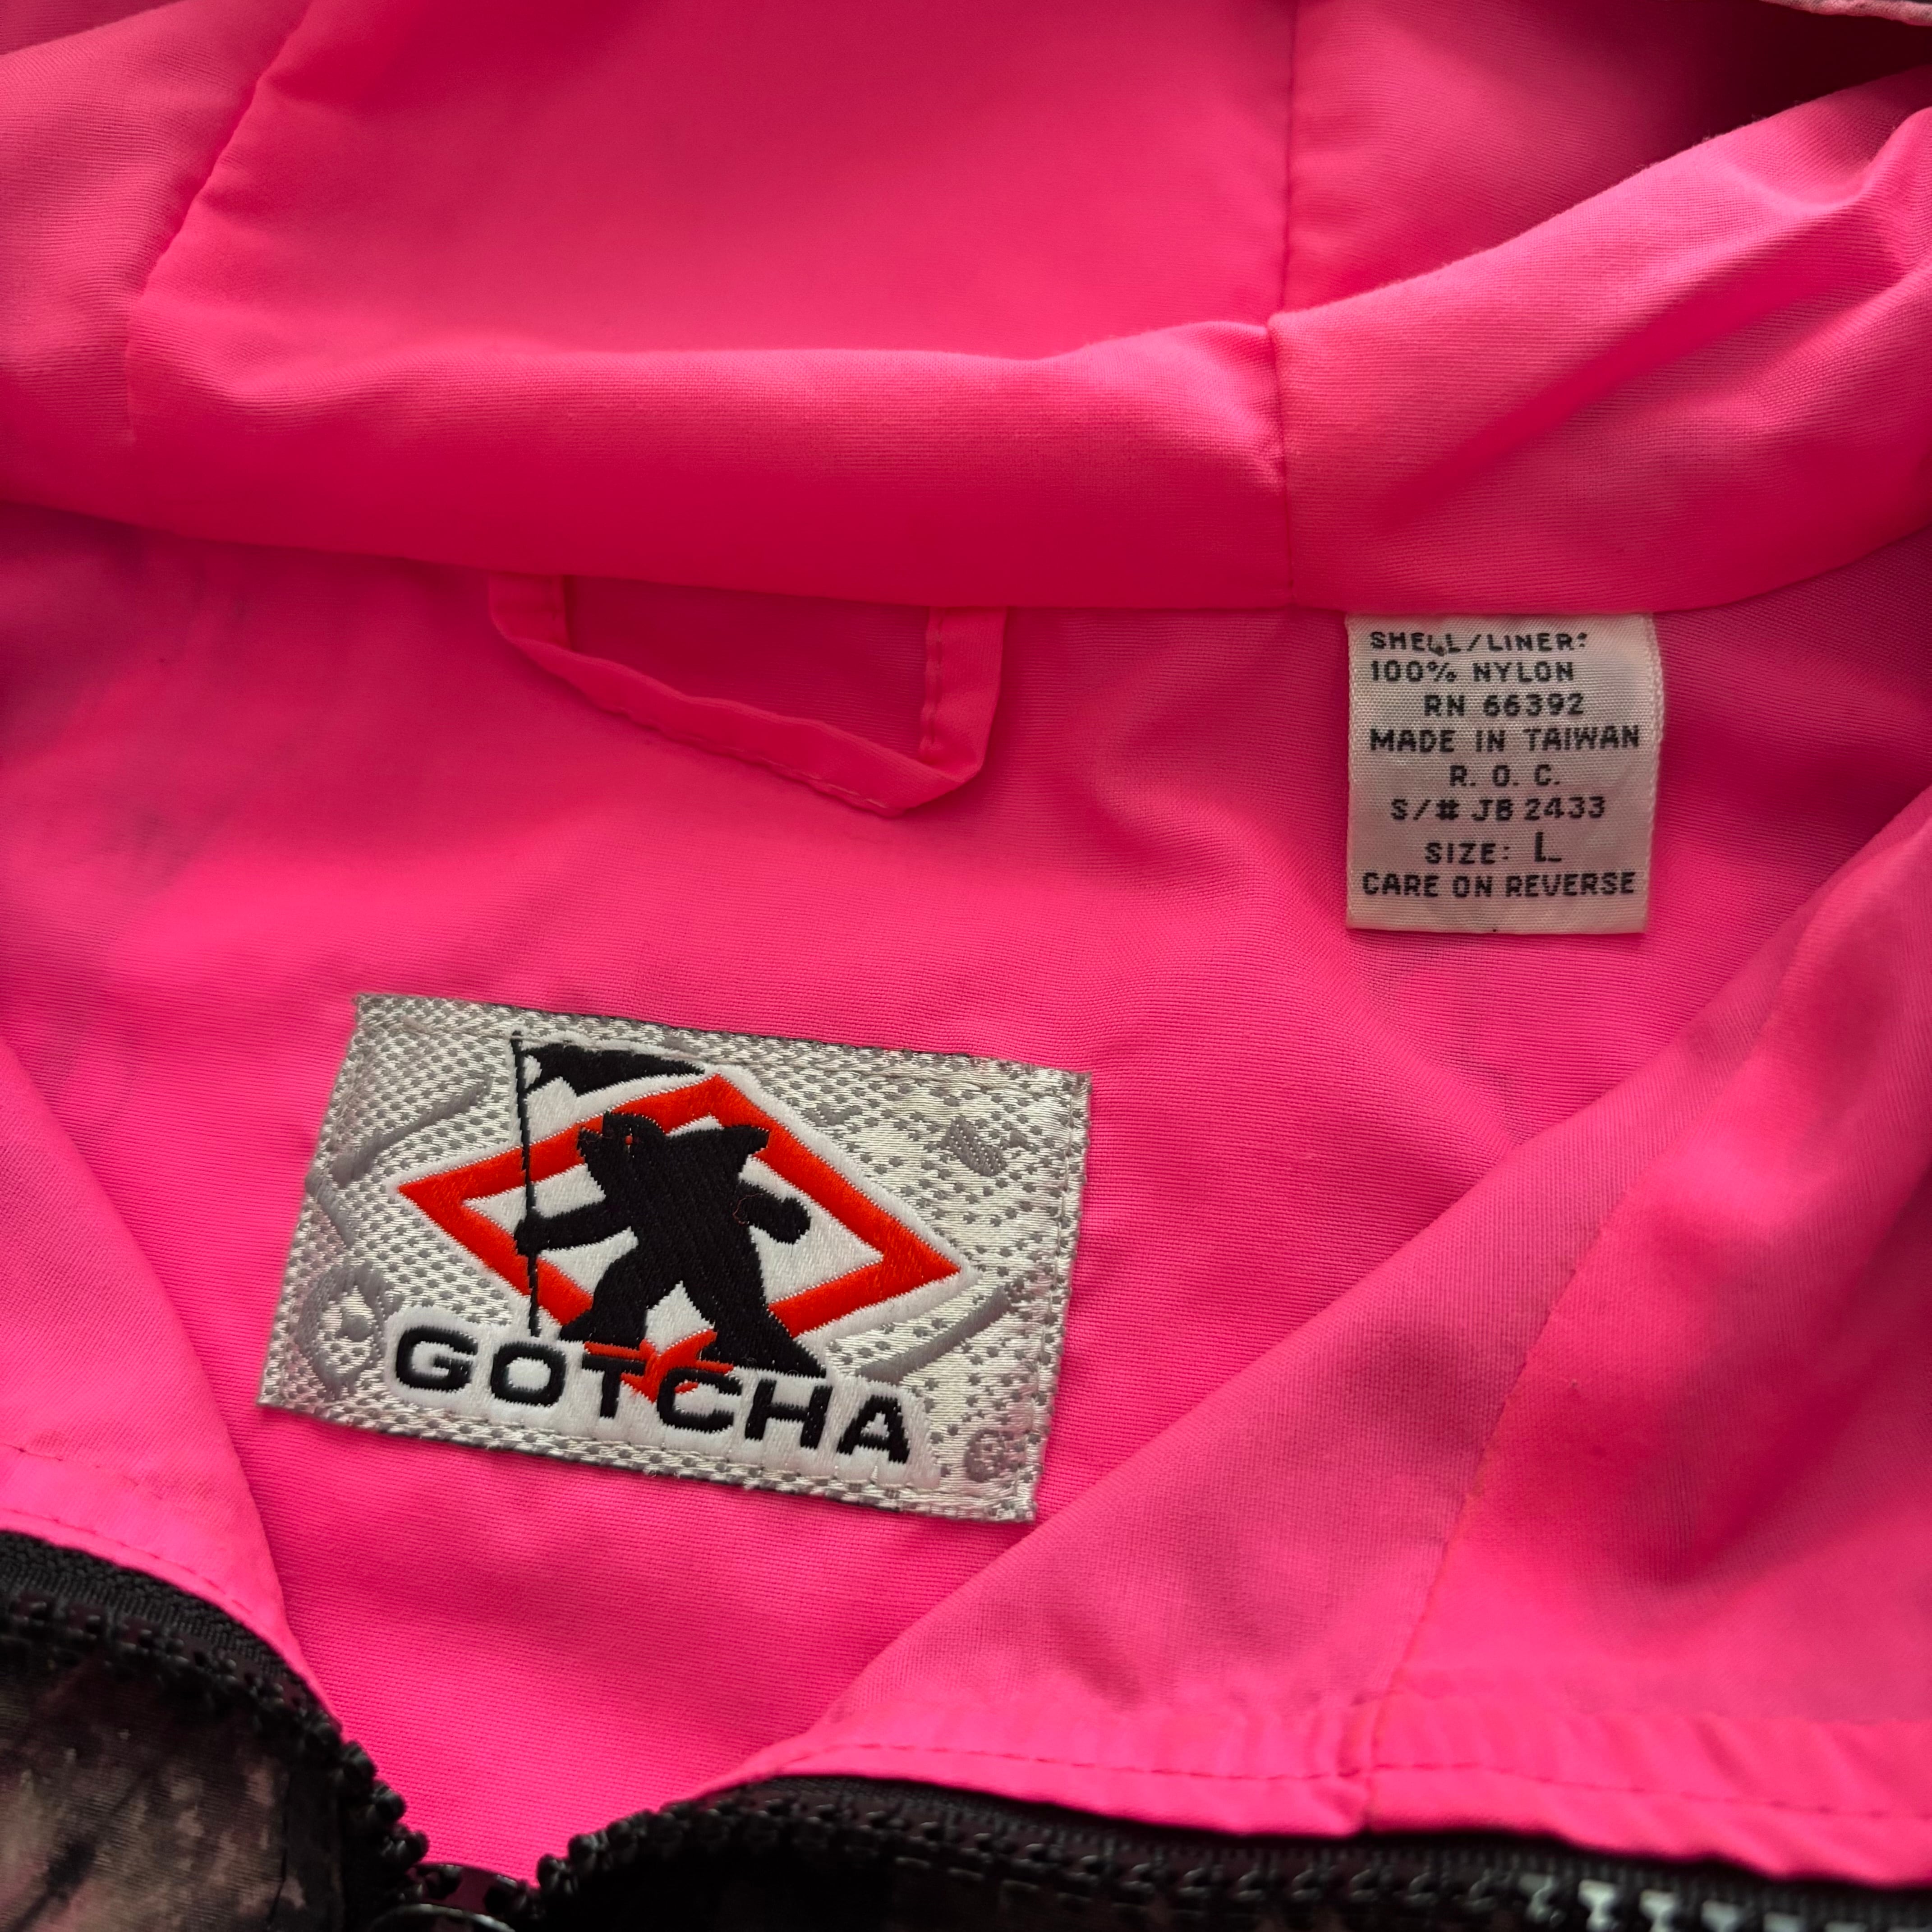 SHELL/LINER:
100% NYLON
RN 66392
MADE IN TAIWAN
R. O. C.
S/# JB 2433
SIZE: L
CARE ON REVERSE
GOTCHA